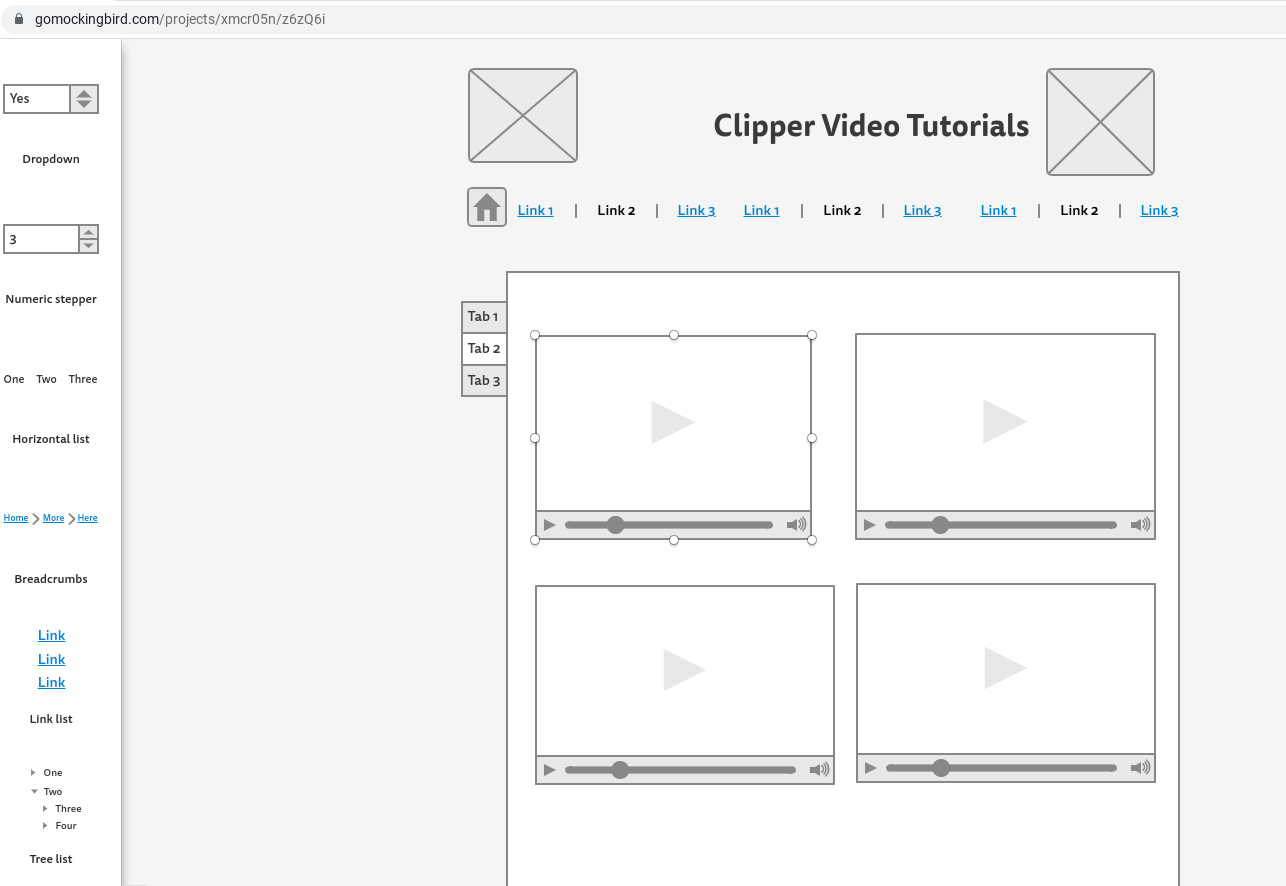 gomockingbird.com/projects/xmcr05n/z6zQ6i
Yes
Dropdown
3
Numeric stepper
One Two Three
Horizontal list
Home More Here
Breadcrumbs
Link
Link
Link
Link list
One
Two
Three
Four
Tree list
Clipper Video Tutorials
Link 1 | Link 2 | Link 3 Link 1 | Link 2 | Link 3 Link 1 | Link 2 | Link 3
Tab 1
Tab 2
Tab 3